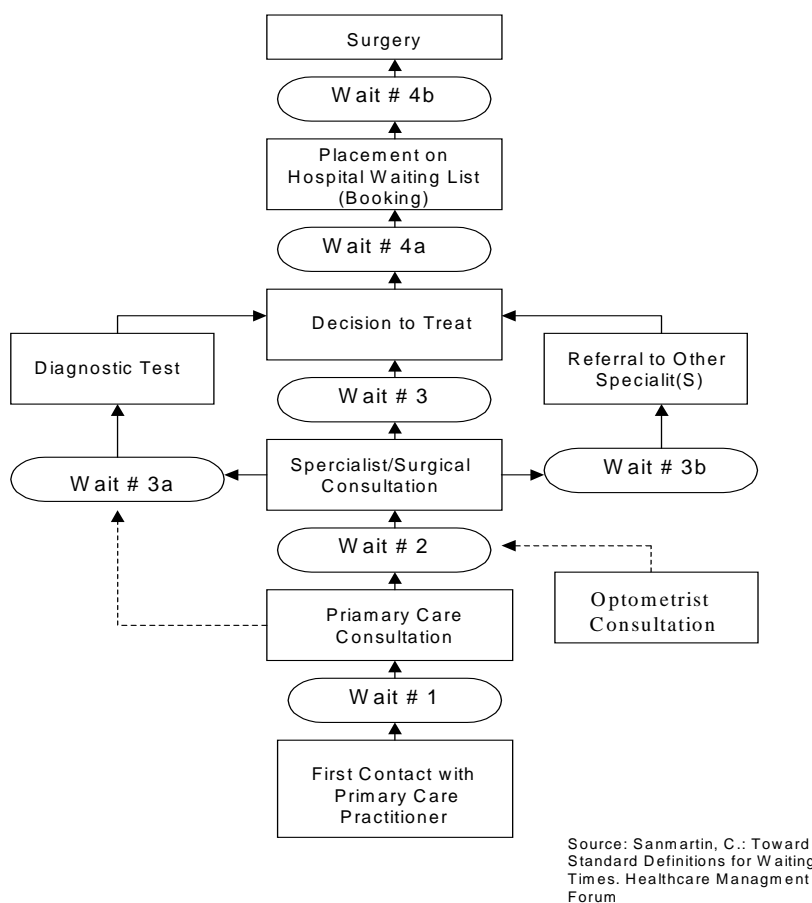 Surgery
Wait # 4b
Placement on
Hospital Waiting List
(Booking)
Wait # 4a
Decision to Treat
Diagnostic Test
Referral to Other
Specialit(S)
Wait # 3
Wait # 3a
Spercialist/Surgical
Consultation
Wait # 3b
Wait # 2
Optometrist
Consultation
Priamary Care
Consultation
Wait # 1
First Contact with
Primary Care
Practitioner
Source: Sanmartin, C.: Toward
Standard Definitions for Waiting
Times. Healthcare Managment
Forum